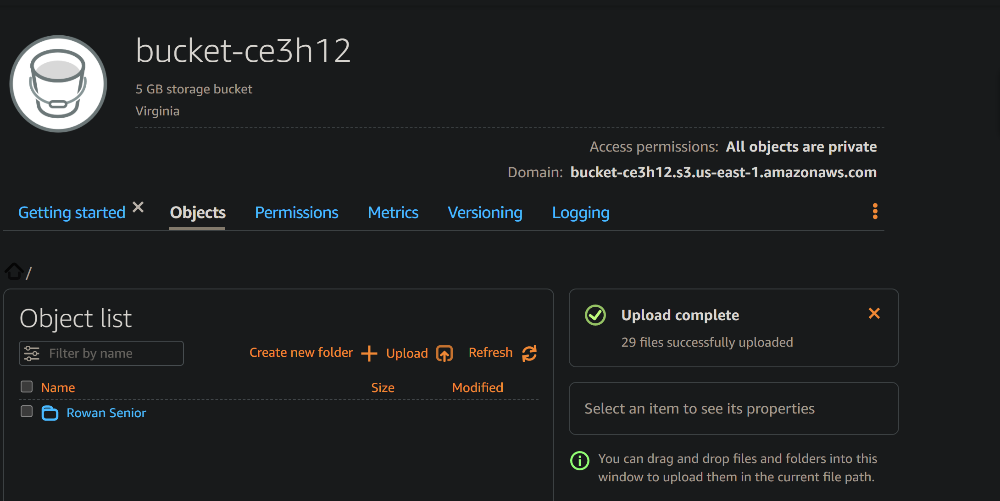 bucket-ce3h12
5 GB storage bucket
Virginia
Access permissions: All objects are private
Domain: bucket-ce3h12.s3.us-east-1.amazonaws.com
Getting started Objects Permissions Metrics Versioning Logging
/
Object list
Filter by name Create new folder Upload Refresh
Name Size Modified
Rowan Senior
Upload complete
29 files successfully uploaded
Select an item to see its properties
You can drag and drop files and folders into this
window to upload them in the current file path.